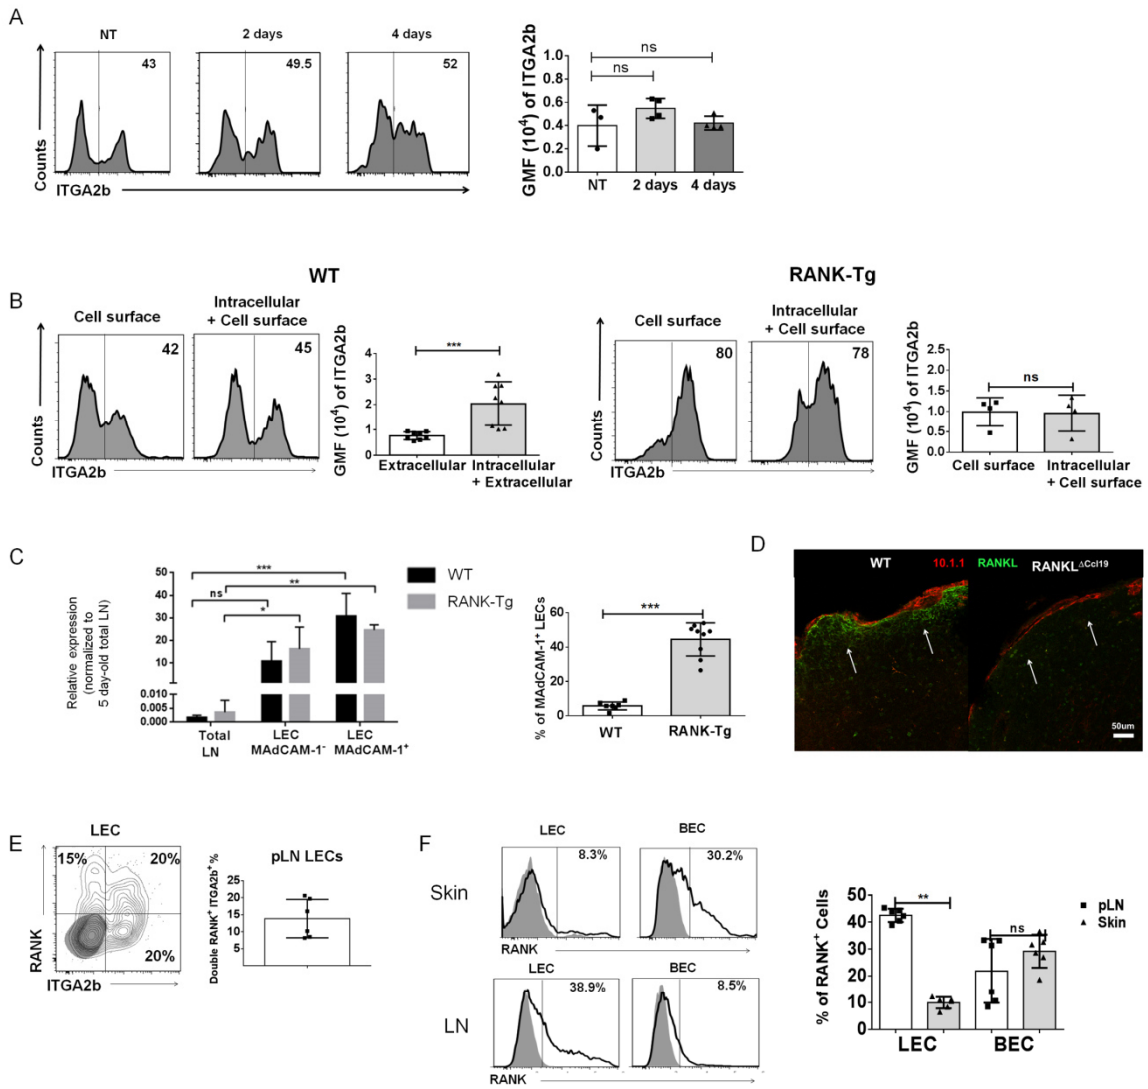 A
NT
2 days
4 days
43
49.5
52
Counts
ITGA2b
GMF (10⁴) of ITGA2b
1.0
0.8
0.6
0.4
0.2
0.0
ns
ns
NT
2 days
4 days
WT
RANK-Tg
B
Cell surface
Intracellular
+ Cell surface
42
45
Counts
ITGA2b
GMF (10⁴) of ITGA2b
4
3
2
1
0
***
Extracellular
Intracellular
+ Extracellular
Cell surface
Intracellular
+ Cell surface
80
78
Counts
ITGA2b
GMF (10⁴) of ITGA2b
2.5
2.0
1.5
1.0
0.5
0.0
ns
Cell surface
Intracellular
+ Cell surface
C
Relative expression
(normalized to
5 day-old total LN)
50
40
30
20
10
0.010
0.005
0.000
***
**
ns
*
WT
RANK-Tg
Total
LN
LEC
MAdCAM-1⁻
LEC
MAdCAM-1⁺
% of MAdCAM-1⁺ LECs
60
40
20
0
***
WT
RANK-Tg
D
WT
10.1.1
RANKL
RANKL^ΔCcl19
50um
E
LEC
15%
20%
20%
RANK
ITGA2b
pLN LECs
Double RANK⁺ ITGA2b⁺ %
25
20
15
10
5
F
LEC
BEC
Skin
8.3%
30.2%
RANK
LEC
BEC
LN
38.9%
8.5%
RANK
% of RANK⁺ Cells
50
40
30
20
10
0
**
ns
pLN
Skin
LEC
BEC